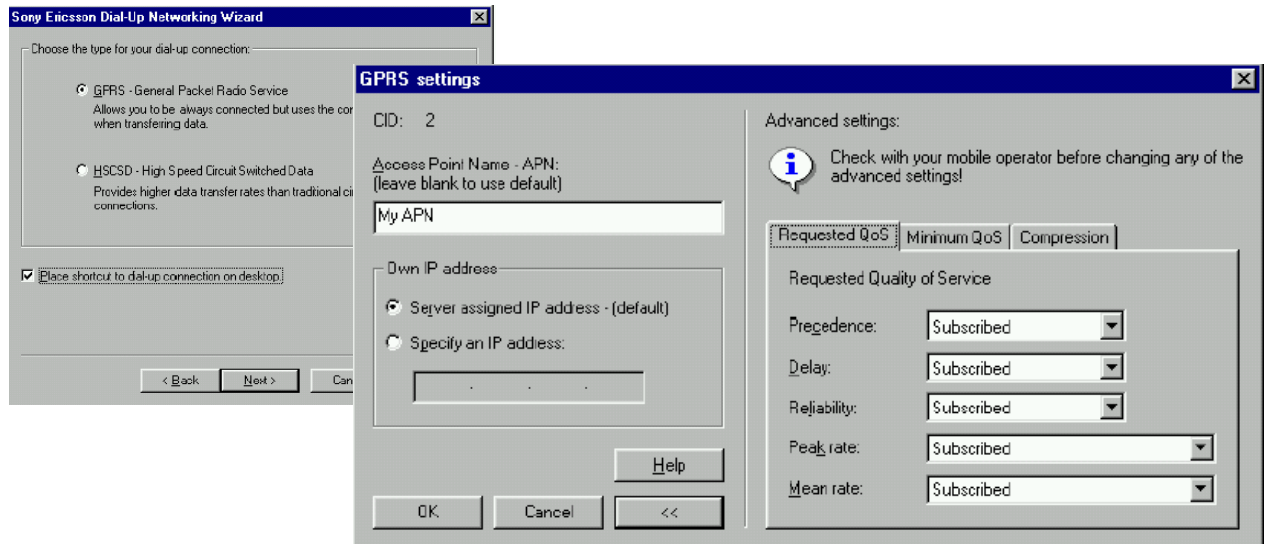 Sony Ericsson Dial-Up Networking Wizard
Choose the type for your dial-up connection:
GPRS - General Packet Radio Service
Allows you to be always connected but uses the cor
when transferring data.
HSCSD - High Speed Circuit Switched Data
Provides higher data transfer rates than traditional ci
connections.
Place shortcut to dial-up connection on desktop.
< Back
Next >
Can
GPRS settings
CID: 2
Access Point Name - APN:
(leave blank to use default)
My APN
Own IP address
Server assigned IP address - (default)
Specify an IP address:
. . .
Help
OK
Cancel
<<
Advanced settings:
Check with your mobile operator before changing any of the
advanced settings!
Requested QoS
Minimum QoS
Compression
Requested Quality of Service
Precedence: Subscribed
Delay: Subscribed
Reliability: Subscribed
Peak rate: Subscribed
Mean rate: Subscribed